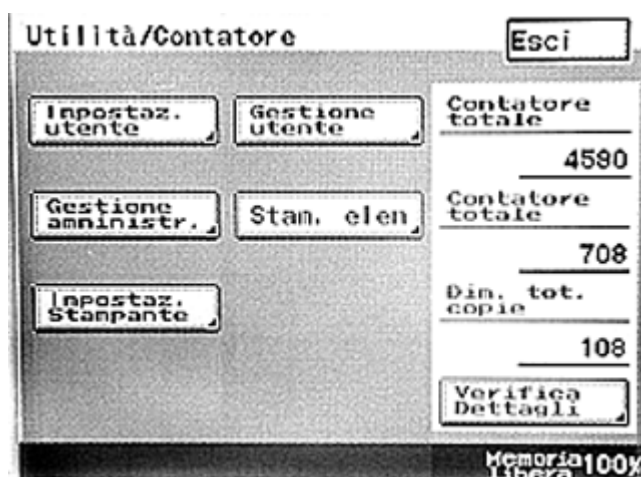 Utilità/Contatore
Esci
Impostaz.
utente
Gestione
utente
Contatore
totale
4590
Gestione
amministr.
Stam. elen
Contatore
totale
708
Impostaz.
Stampante
Dim. tot.
copie
108
Verifica
Dettagli
Memoria
libera
100%